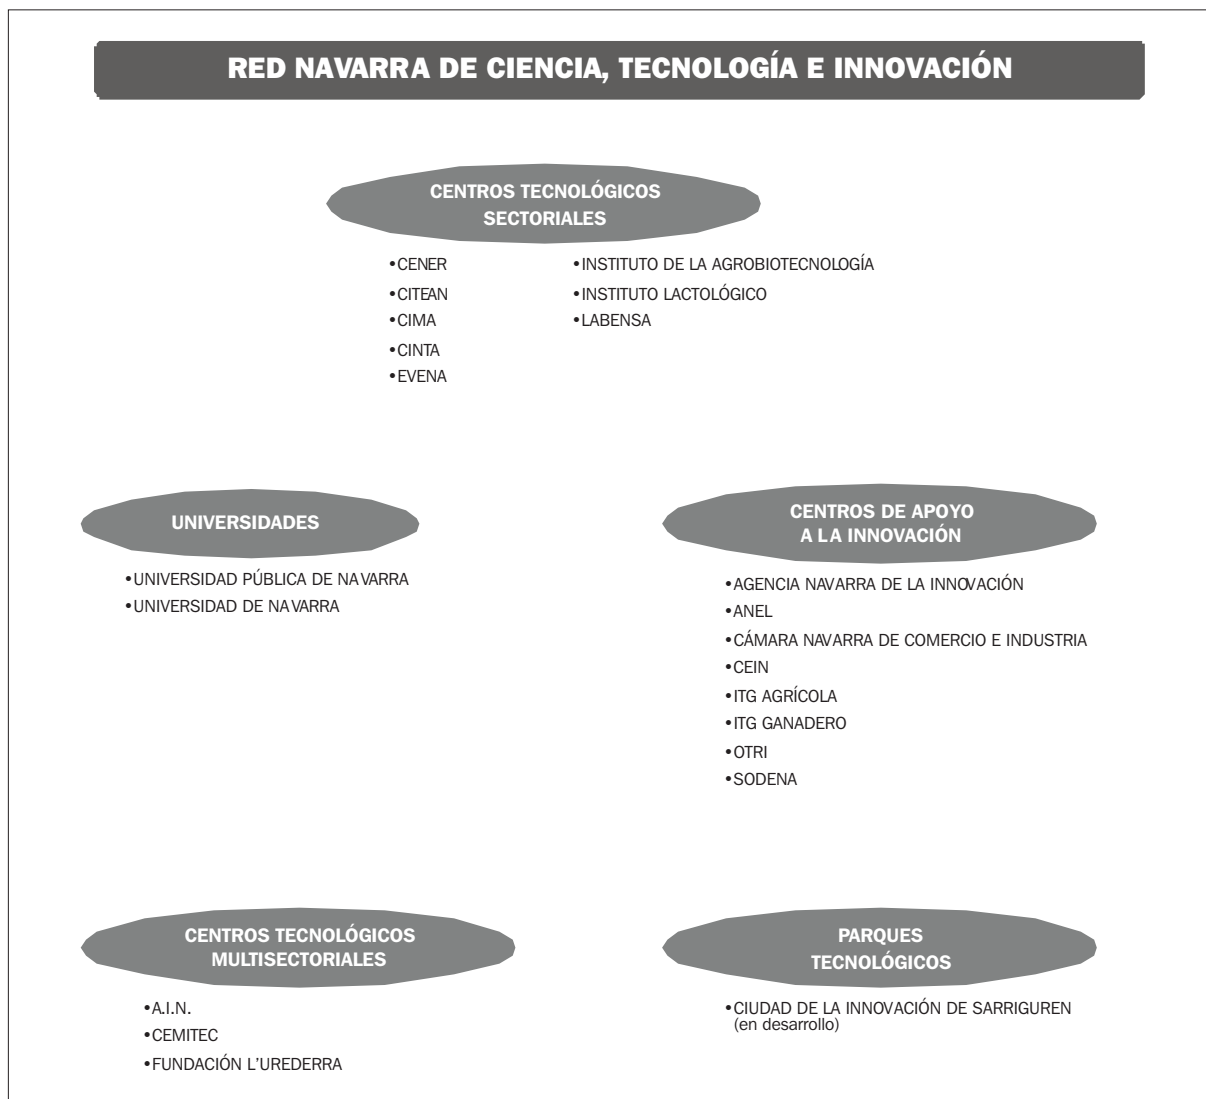 RED NAVARRA DE CIENCIA, TECNOLOGÍA E INNOVACIÓN
CENTROS TECNOLÓGICOS
SECTORIALES
•CENER
•CITEAN
•CIMA
•CINTA
•EVENA
•INSTITUTO DE LA AGROBIOTECNOLOGÍA
•INSTITUTO LACTOLÓGICO
•LABENSA
UNIVERSIDADES
•UNIVERSIDAD PÚBLICA DE NAVARRA
•UNIVERSIDAD DE NAVARRA
CENTROS DE APOYO
A LA INNOVACIÓN
•AGENCIA NAVARRA DE LA INNOVACIÓN
•ANEL
•CÁMARA NAVARRA DE COMERCIO E INDUSTRIA
•CEIN
•ITG AGRÍCOLA
•ITG GANADERO
•OTRI
•SODENA
CENTROS TECNOLÓGICOS
MULTISECTORIALES
•A.I.N.
•CEMITEC
•FUNDACIÓN L'UREDERRA
PARQUES
TECNOLÓGICOS
•CIUDAD DE LA INNOVACIÓN DE SARRIGUREN
(en desarrollo)